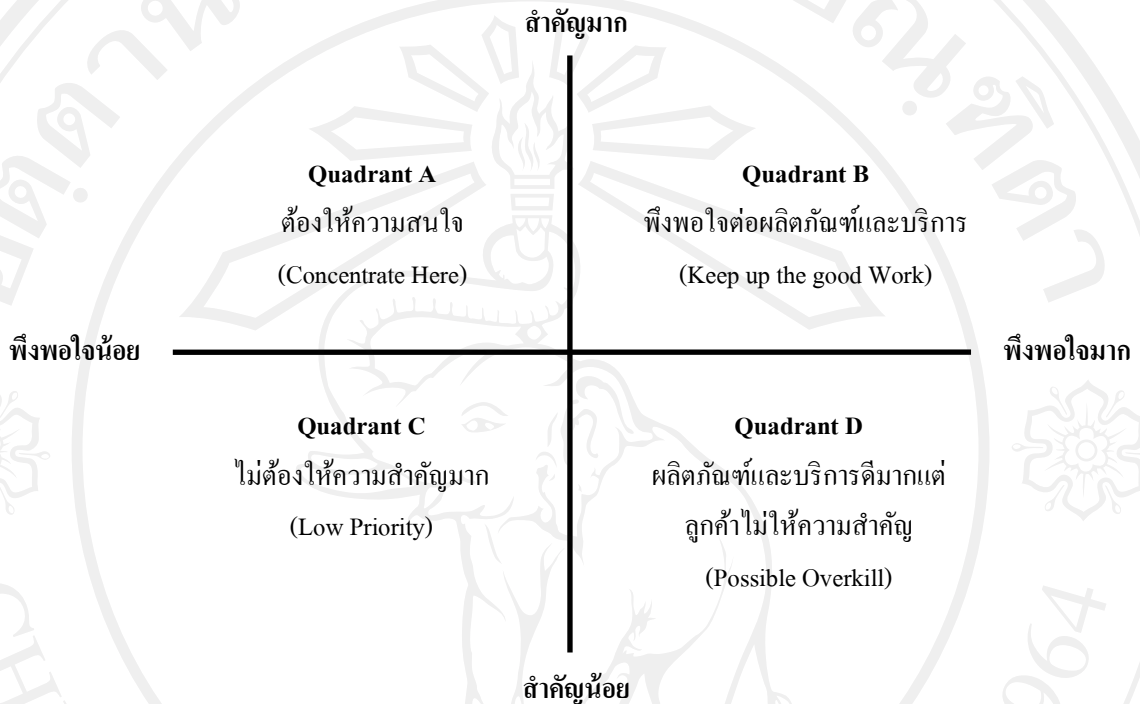 สำคัญมาก
Quadrant A
ต้องให้ความสนใจ
(Concentrate Here)
Quadrant B
พึงพอใจต่อผลิตภัณฑ์และบริการ
(Keep up the good Work)
พึงพอใจน้อย
พึงพอใจมาก
Quadrant C
ไม่ต้องให้ความสำคัญมาก
(Low Priority)
Quadrant D
ผลิตภัณฑ์และบริการดีมากแต่
ลูกค้าไม่ให้ความสำคัญ
(Possible Overkill)
สำคัญน้อย
1964